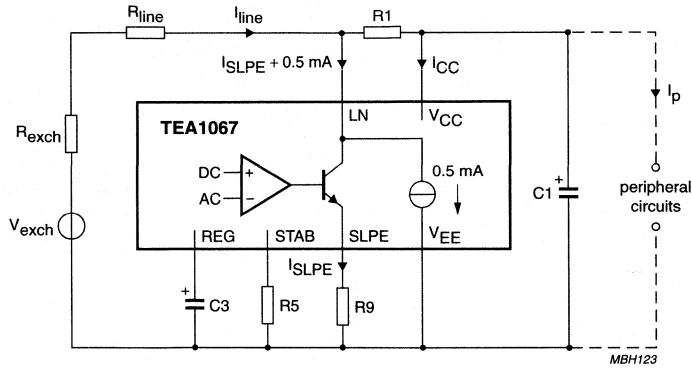 Rline
Iline
R1
ISLPE + 0.5 mA
ICC
Ip
LN
VCC
TEA1067
Rexch
DC
+
AC
−
0.5 mA
+
C1
peripheral
circuits
Vexch
REG
STAB
SLPE
VEE
ISLPE
+
C3
R5
R9
MBH123